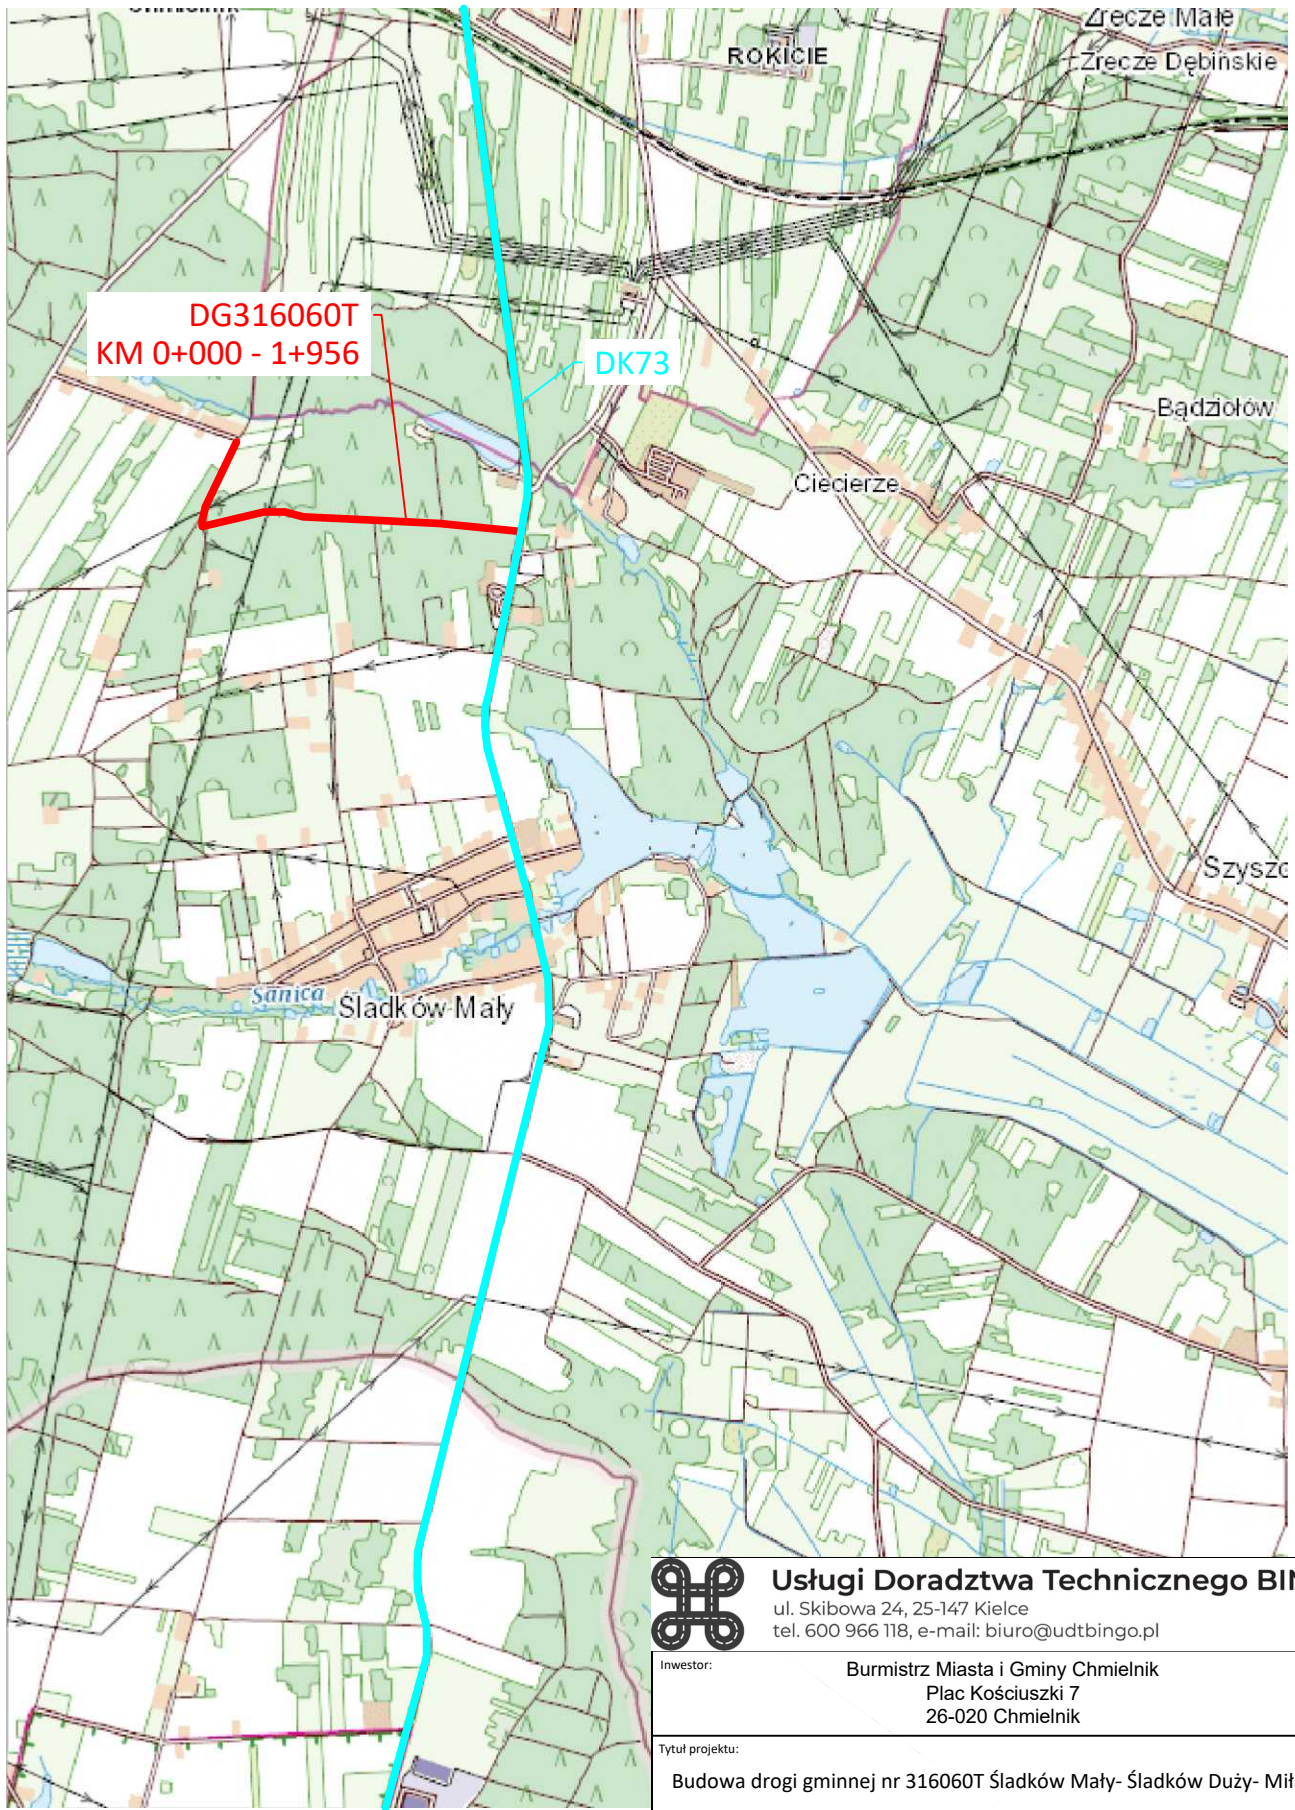 Zrecze Małe
ROKICIE
Zrecze Dębińskie
DG316060T
KM 0+000 - 1+956
DK73
Bądziołów
Ciecierze
Szyszc
Sanica
Śladków Mały
Usługi Doradztwa Technicznego BIN
ul. Skibowa 24, 25-147 Kielce
tel. 600 966 118, e-mail: biuro@udtbingo.pl
Inwestor:
Burmistrz Miasta i Gminy Chmielnik
Plac Kościuszki 7
26-020 Chmielnik
Tytuł projektu:
Budowa drogi gminnej nr 316060T Śladków Mały- Śladków Duży- Mił